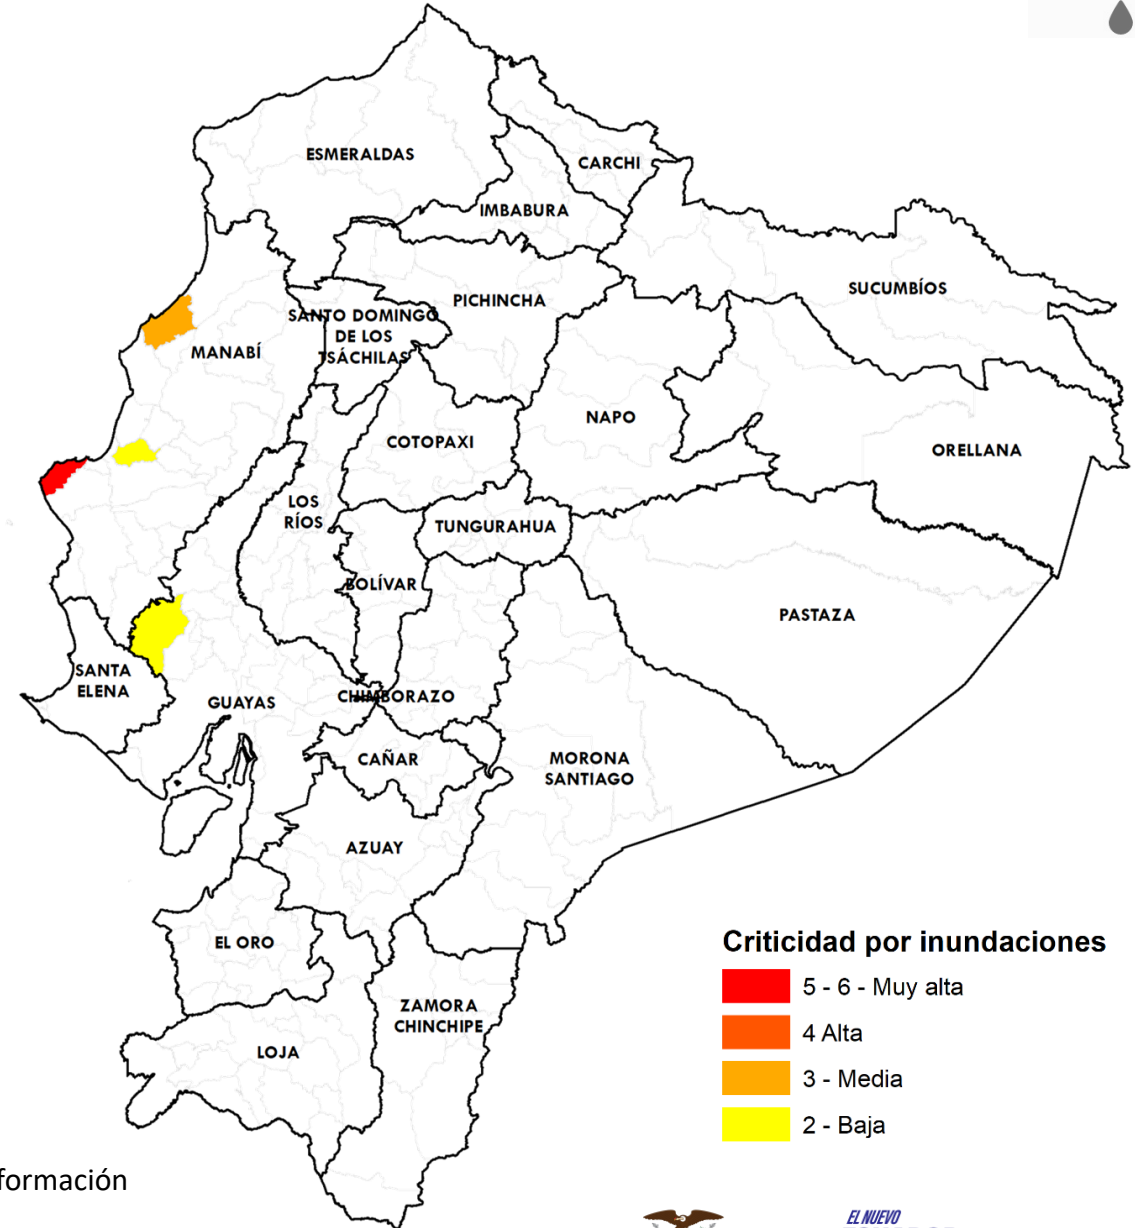 ESMERALDAS
CARCHI
IMBABURA
SUCUMBÍOS
PICHINCHA
SANTO DOMINGO
DE LOS
TSÁCHILAS
MANABÍ
NAPO
COTOPAXI
ORELLANA
LOS
RÍOS
TUNGURAHUA
BOLÍVAR
PASTAZA
SANTA
ELENA
CHIMBORAZO
GUAYAS
CAÑAR
MORONA
SANTIAGO
AZUAY
EL ORO
ZAMORA
CHINCHIPE
LOJA
Criticidad por inundaciones
5 - 6 - Muy alta
4 Alta
3 - Media
2 - Baja
formación
EL NUEVO